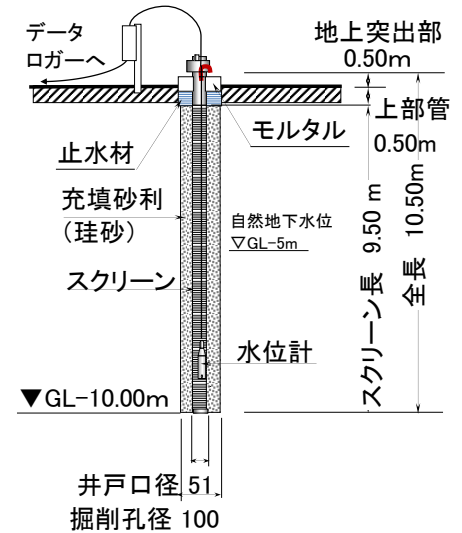 データ
ロガーへ
地上突出部
0.50m
モルタル
上部管
0.50m
止水材
充填砂利
(珪砂)
自然地下水位
▽GL-5m
スクリーン
水位計
スクリーン長 9.50 m
全長 10.50m
▼GL-10.00m
井戸口径 51
掘削孔径 100